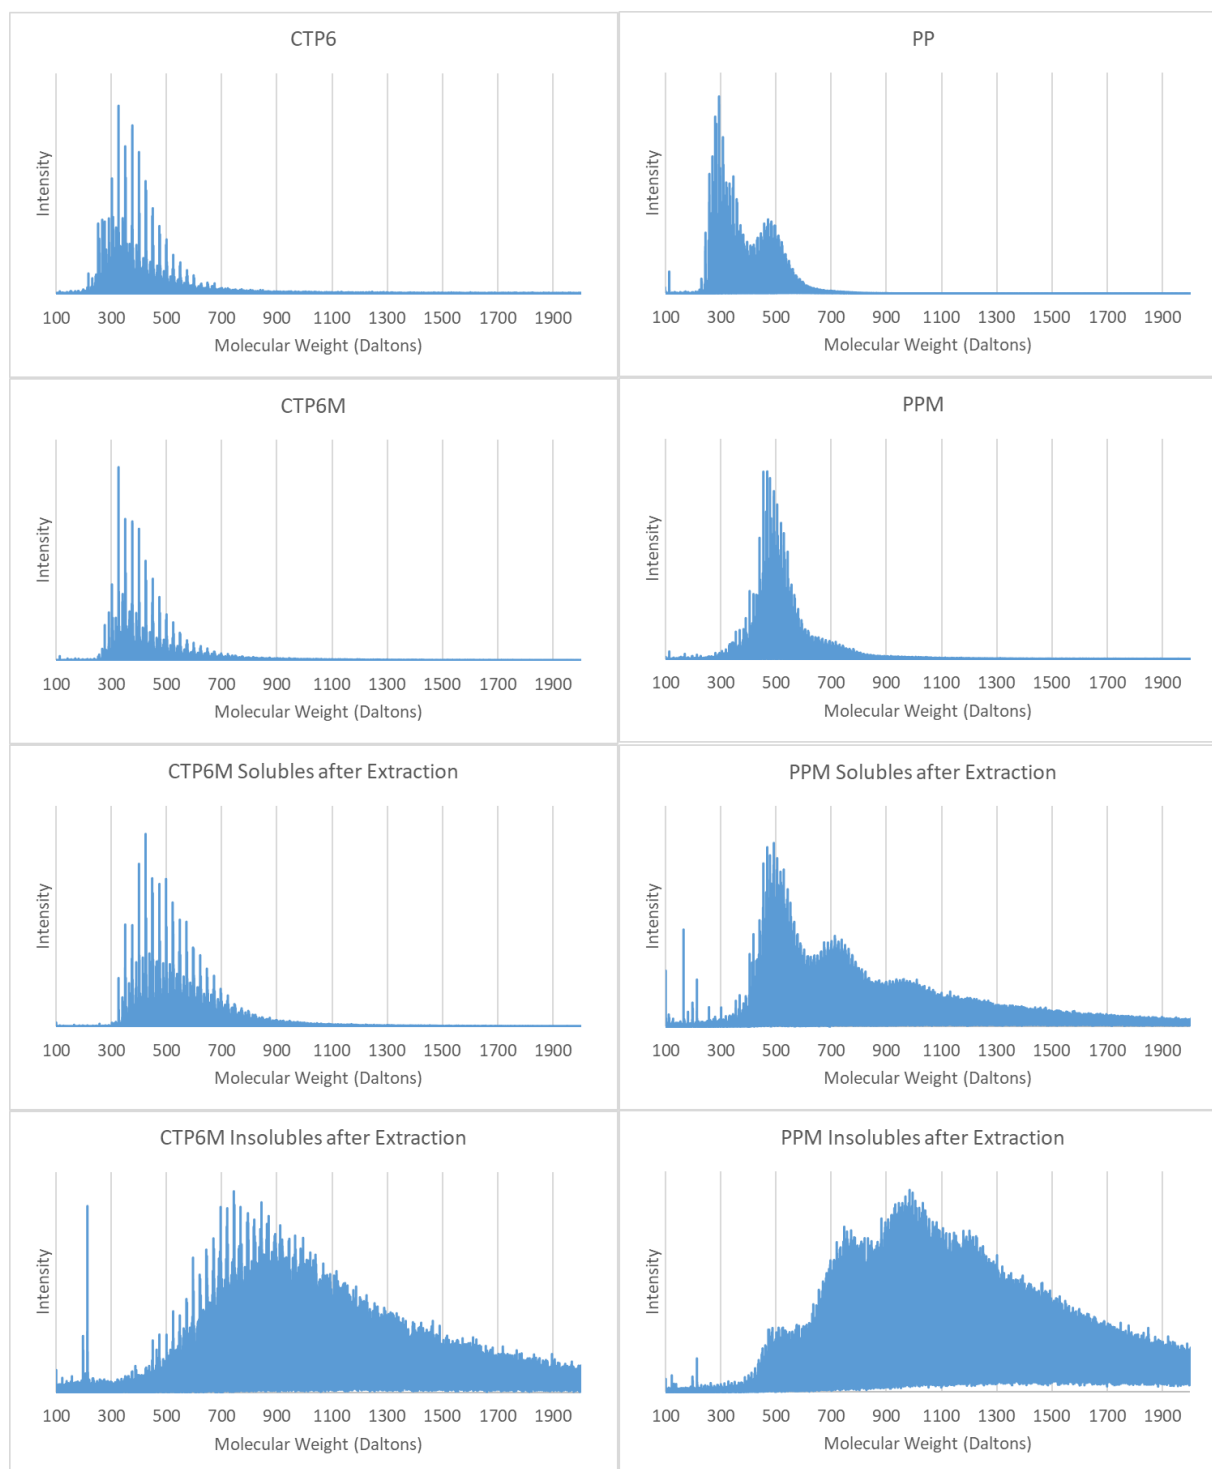 CTP6
Intensity
100 300 500 700 900 1100 1300 1500 1700 1900
Molecular Weight (Daltons)
PP
Intensity
100 300 500 700 900 1100 1300 1500 1700 1900
Molecular Weight (Daltons)
CTP6M
Intensity
100 300 500 700 900 1100 1300 1500 1700 1900
Molecular Weight (Daltons)
PPM
Intensity
100 300 500 700 900 1100 1300 1500 1700 1900
Molecular Weight (Daltons)
CTP6M Solubles after Extraction
Intensity
100 300 500 700 900 1100 1300 1500 1700 1900
Molecular Weight (Daltons)
PPM Solubles after Extraction
Intensity
100 300 500 700 900 1100 1300 1500 1700 1900
Molecular Weight (Daltons)
CTP6M Insolubles after Extraction
Intensity
100 300 500 700 900 1100 1300 1500 1700 1900
Molecular Weight (Daltons)
PPM Insolubles after Extraction
Intensity
100 300 500 700 900 1100 1300 1500 1700 1900
Molecular Weight (Daltons)